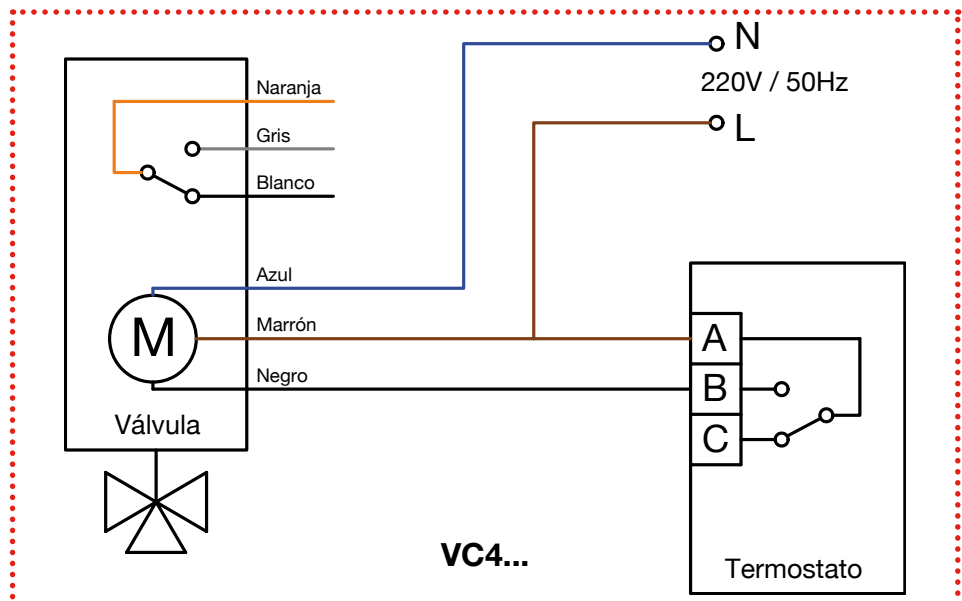 N
220V / 50Hz
L
Naranja
Gris
Blanco
Azul
Marrón
Negro
M
Válvula
A
B
C
Termostato
VC4...